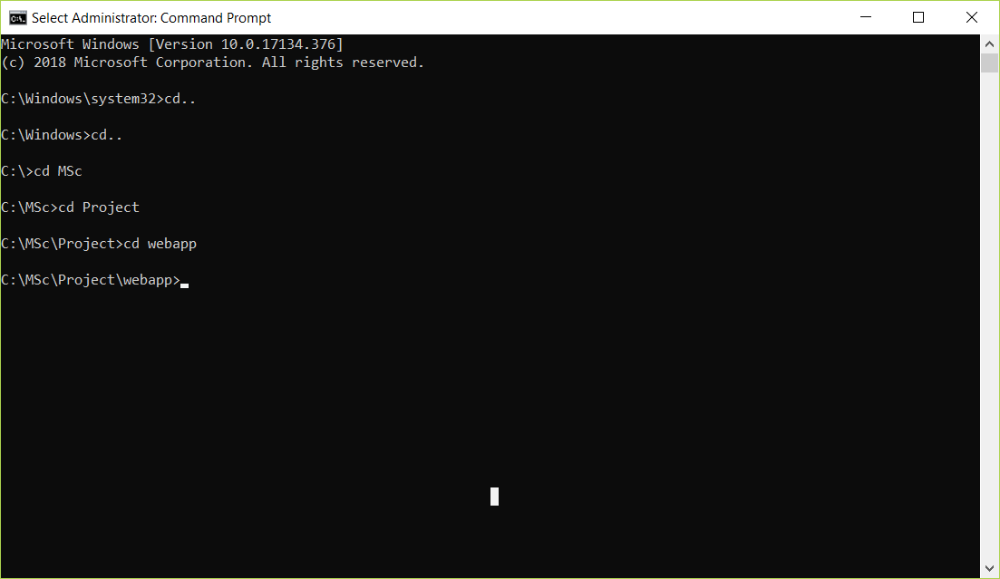 Select Administrator: Command Prompt
Microsoft Windows [Version 10.0.17134.376]
(c) 2018 Microsoft Corporation. All rights reserved.
C:\Windows\system32>cd..
C:\Windows>cd..
C:\>cd MSc
C:\MSc>cd Project
C:\MSc\Project>cd webapp
C:\MSc\Project\webapp>